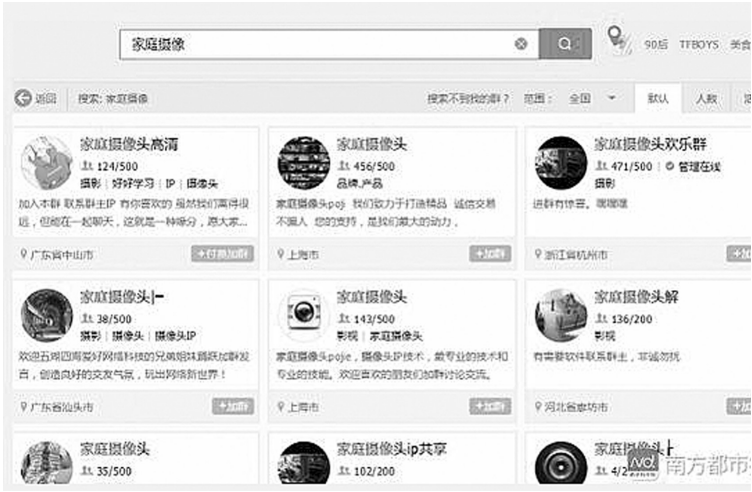 家庭摄像
90后 TFBOYS 美食
返回 搜索: 家庭摄像 搜索不到我的群? 范围: 全国 默认 人数
家庭摄像头高清
124/500
摄影 | 好好学习 | IP | 摄像头
加入本群 联系群主IP 有你喜欢的 虽然我们离得很
远,但能在一起聊天,这就是一种缘分,愿大家...
广东省中山市
+付费加群
家庭摄像头
456/500
品牌.产品
家庭摄像头poji 我们致力于打造精品 诚信交易
不骗人 您的支持,是我们最大的动力,
上海市
+加群
家庭摄像头欢乐群
471/500 | 管理在线
摄影
进群有惊喜。嘿嘿嘿
浙江省杭州市
家庭摄像头
38/500
摄影 | 摄像头 | 摄像头IP
欢迎五湖四海爱好网络科技的兄弟姐妹踊跃加群发
言,创造良好的交友气氛,玩出网络新世界!
广东省汕头市
+加群
家庭摄像头
143/500
影视 | 家庭摄像头
家庭摄像头pojie,摄像头IP技术,最专业的技术和
专业的技能。欢迎喜欢的朋友们加群讨论交流。
上海市
+加群
家庭摄像头解
136/200
影视
有需要软件联系群主,非诚勿扰
河北省廊坊市
家庭摄像头
35/500
家庭摄像头ip共享
102/200
家庭摄像头
南方都市